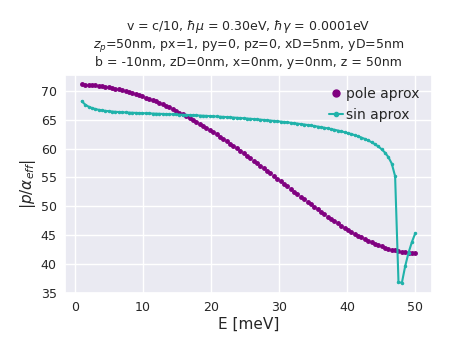 v = c/10, ħμ = 0.30eV, ħγ = 0.0001eV
z_p=50nm, px=1, py=0, pz=0, xD=5nm, yD=5nm
b = -10nm, zD=0nm, x=0nm, y=0nm, z = 50nm
pole aprox
sin aprox
|p/α_eff|
70
65
60
55
50
45
40
35
0 10 20 30 40 50
E [meV]